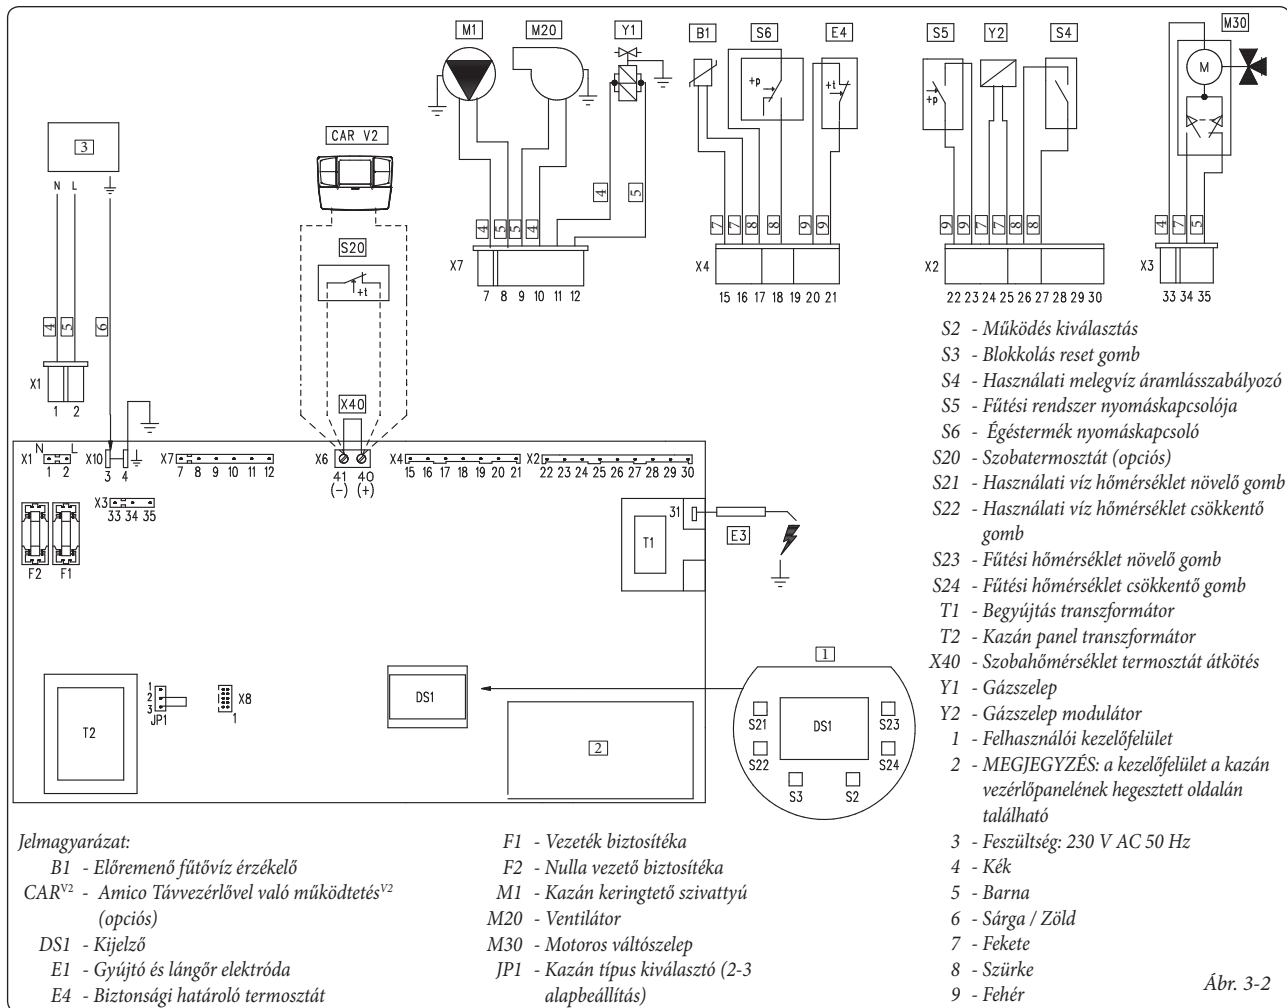 M1 M20 Y1 B1 S6 E4 S5 Y2 S4 M30
+p +t +p M
3
N L
CAR V2
S20
+t
4 5
4 5 5 4
7 7 8 8 9 9
9 9 7 7 8 8
4 7 5
4 5 6
X7
7 8 9 10 11 12
X4
15 16 17 18 19 20 21
X2
22 23 24 25 26 27 28 29 30
X3
33 34 35
X1
1 2
X40
N L
X1 1 2
X10 3 4
X7 7 8 9 10 11 12
X6 41 40
(-) (+)
X4 15 16 17 18 19 20 21
X2 22 23 24 25 26 27 28 29 30
X3 33 34 35
F2 F1
T1 31
E3
T2
1
2
3
JP1
X8
1
DS1
2
1
S21 DS1 S23
S22 S24
S3 S2
S2 - Működés kiválasztás
S3 - Blokkolás reset gomb
S4 - Használati melegvíz áramlásszabályozó
S5 - Fűtési rendszer nyomáskapcsolója
S6 - Égéstermék nyomáskapcsoló
S20 - Szobatermosztát (opciós)
S21 - Használati víz hőmérséklet növelő gomb
S22 - Használati víz hőmérséklet csökkentő
gomb
S23 - Fűtési hőmérséklet növelő gomb
S24 - Fűtési hőmérséklet csökkentő gomb
T1 - Begyújtás transzformátor
T2 - Kazán panel transzformátor
X40 - Szobahőmérséklet termosztát átkötés
Y1 - Gázszelep
Y2 - Gázszelep modulátor
1 - Felhasználói kezelőfelület
2 - MEGJEGYZÉS: a kezelőfelület a kazán
vezérlőpanelének hegesztett oldalán
található
3 - Feszültség: 230 V AC 50 Hz
4 - Kék
5 - Barna
6 - Sárga / Zöld
7 - Fekete
8 - Szürke
9 - Fehér
Jelmagyarázat:
B1 - Előremenő fűtővíz érzékelő
CARV2 - Amico Távvezérlővel való működtetésV2
(opciós)
DS1 - Kijelző
E1 - Gyújtó és lángőr elektróda
E4 - Biztonsági határoló termosztát
F1 - Vezeték biztosítéka
F2 - Nulla vezető biztosítéka
M1 - Kazán keringtető szivattyú
M20 - Ventilátor
M30 - Motoros váltószelep
JP1 - Kazán típus kiválasztó (2-3
alapbeállítás)
Ábr. 3-2